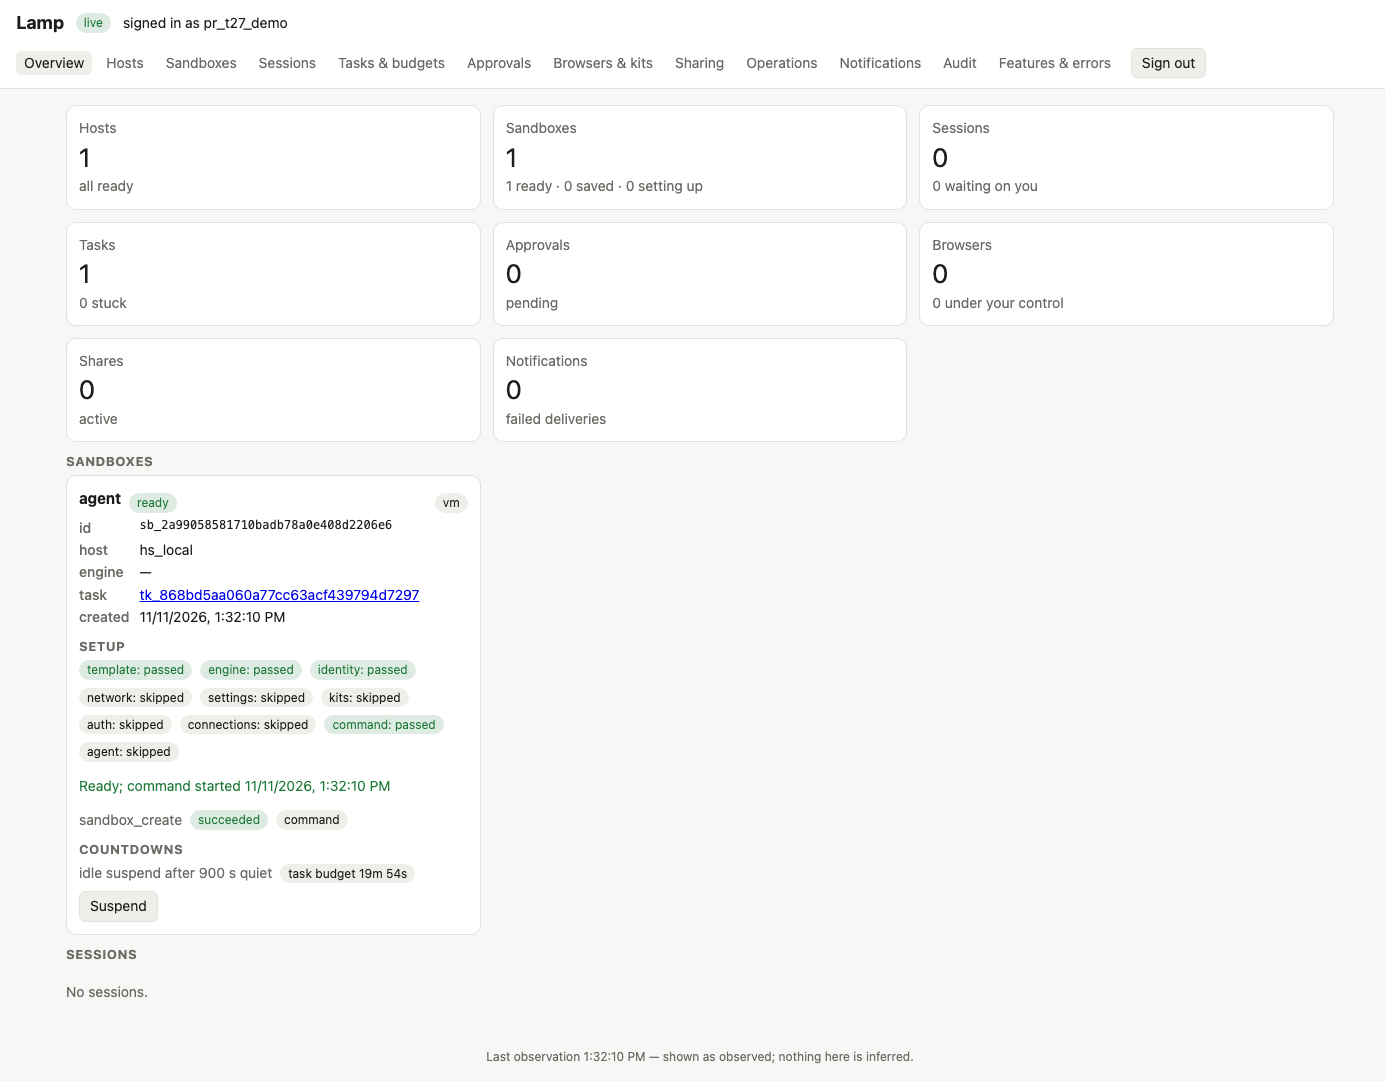 Lamp live signed in as pr_t27_demo
Overview Hosts Sandboxes Sessions Tasks & budgets Approvals Browsers & kits Sharing Operations Notifications Audit Features & errors Sign out
Hosts
1
all ready
Sandboxes
1
1 ready · 0 saved · 0 setting up
Sessions
0
0 waiting on you
Tasks
1
0 stuck
Approvals
0
pending
Browsers
0
0 under your control
Shares
0
active
Notifications
0
failed deliveries
SANDBOXES
agent ready vm
id sb_2a99058581710badb78a0e408d2206e6
host hs_local
engine —
task tk_868bd5aa060a77cc63acf439794d7297
created 11/11/2026, 1:32:10 PM
SETUP
template: passed engine: passed identity: passed
network: skipped settings: skipped kits: skipped
auth: skipped connections: skipped command: passed
agent: skipped
Ready; command started 11/11/2026, 1:32:10 PM
sandbox_create succeeded command
COUNTDOWNS
idle suspend after 900 s quiet task budget 19m 54s
Suspend
SESSIONS
No sessions.
Last observation 1:32:10 PM — shown as observed; nothing here is inferred.